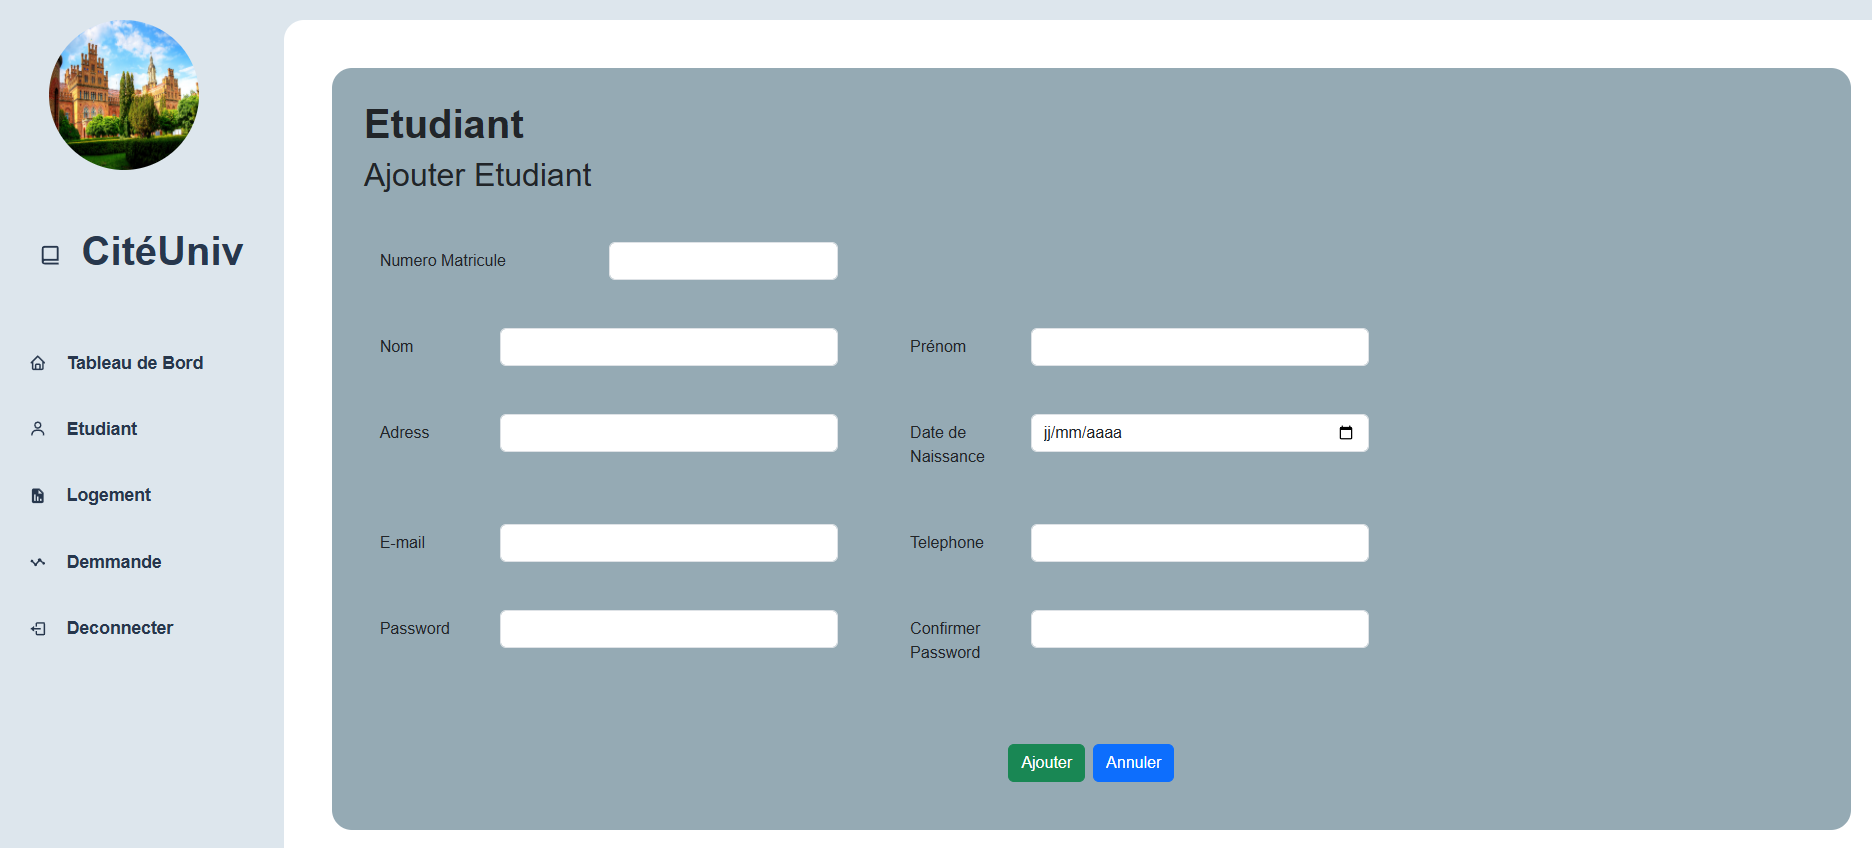 CitéUniv
Tableau de Bord
Etudiant
Logement
Demmande
Deconnecter
Etudiant
Ajouter Etudiant
Numero Matricule
Nom
Prénom
Adress
Date de
Naissance
jj/mm/aaaa
E-mail
Telephone
Password
Confirmer
Password
Ajouter
Annuler